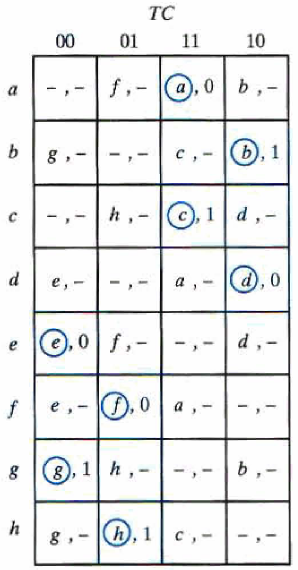 TC
00 01 11 10
a - , - f , - a , 0 b , -
b g , - - , - c , - b , 1
c - , - h , - c , 1 d , -
d e , - - , - a , - d , 0
e e , 0 f , - - , - d , -
f e , - f , 0 a , - - , -
g g , 1 h , - - , - b , -
h g , - h , 1 c , - - , -